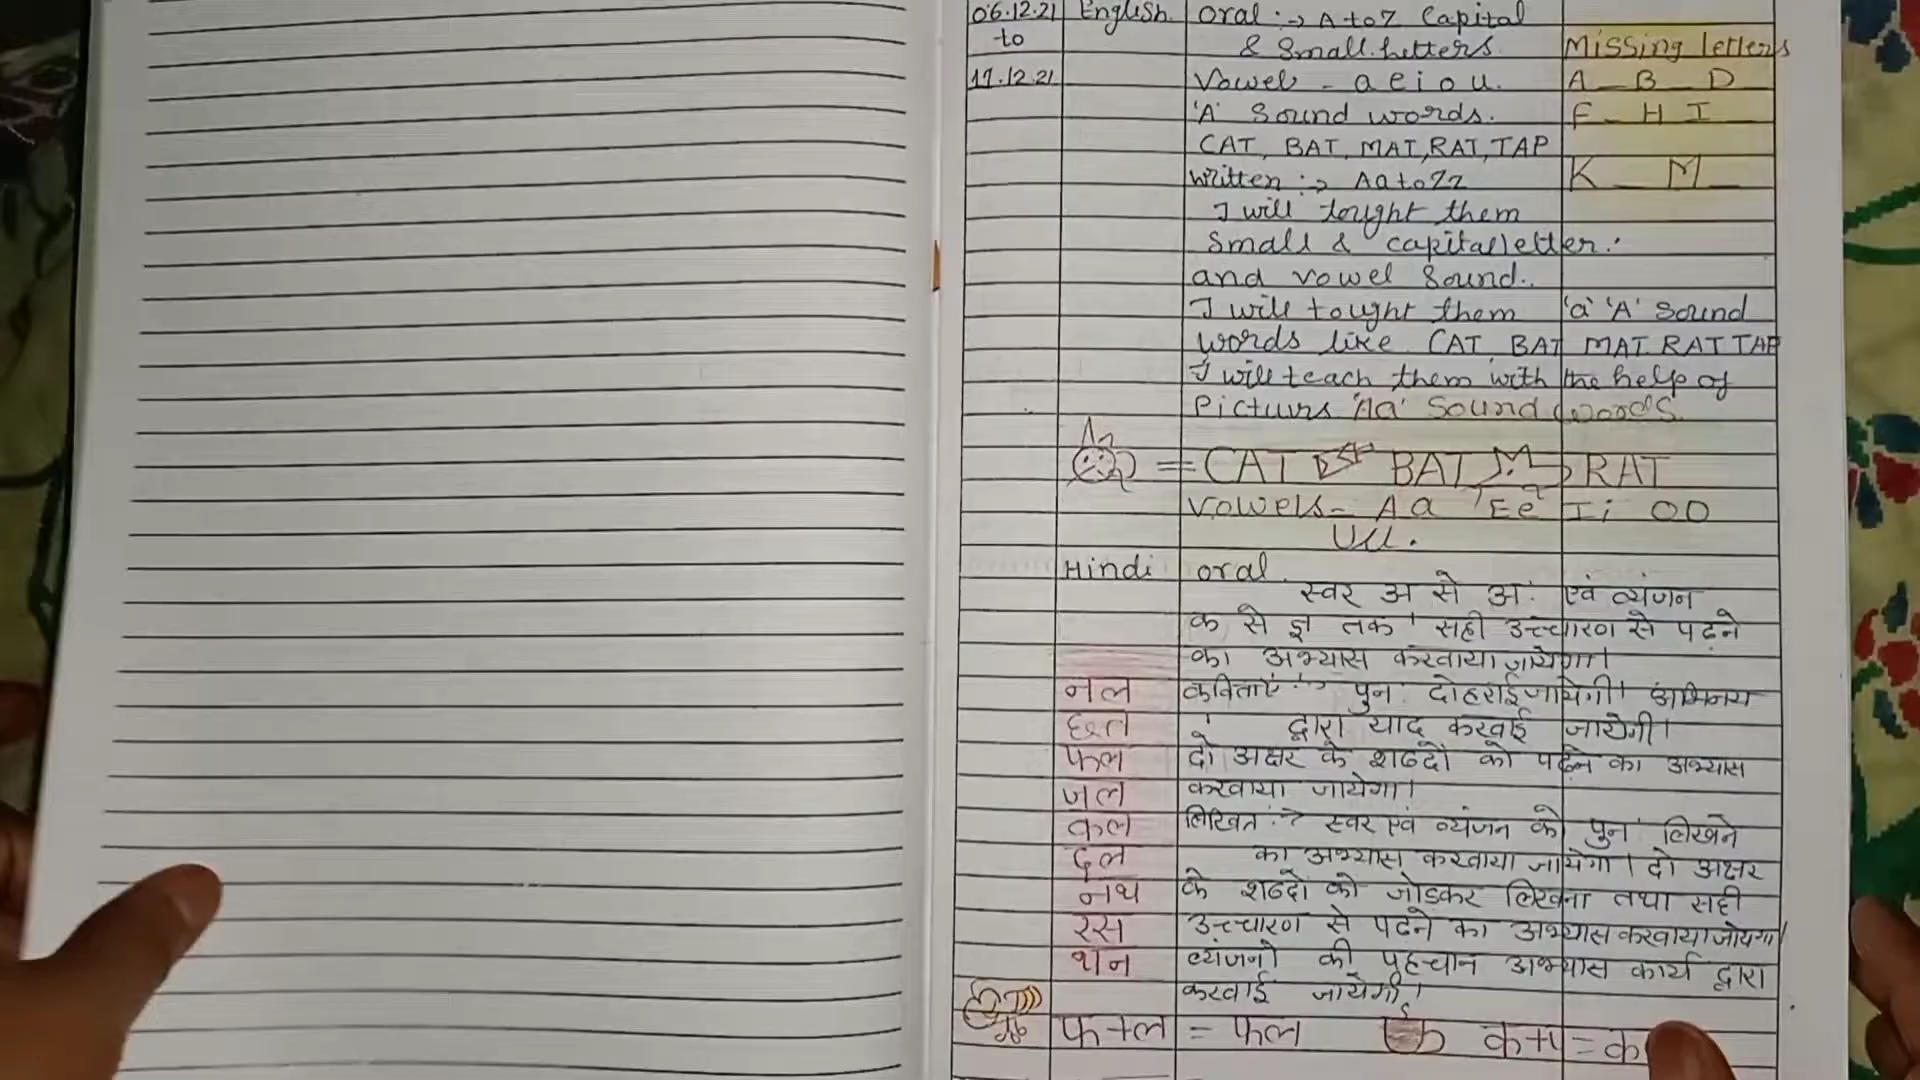 06.12.21 English oral :→ A to Z Capital
to & Small letters Missing letters
11.12.21 Vowel - a e i o u. A _ B _ D
'A' Sound words. F _ H I
CAT, BAT, MAT, RAT, TAP
written :→ Aa to Zz K _ M _
I will tought them
small & capital letter.
and vowel sound.
I will tought them 'a' 'A' Sound
words like CAT, BAT MAT RAT TAP
I will teach them with the help of
Picturs 'Aa' Sound words.
= CAT BAT RAT
Vowels - Aa Ee Ii OO
Uu.
Hindi oral
स्वर अ से अः एवं व्यंजन
क से ज्ञ तक सही उच्चारण से पढ़ने
का अभ्यास करवाया जायेगा।
नल कविताएँ :→ पुनः दोहराई जायेगी। अभिनय
छत द्वारा याद करवाई जायेगी।
फल दो अक्षर के शब्दों को पढ़ने का अभ्यास
जल करवाया जायेगा।
कल लिखित :→ स्वर एवं व्यंजन को पुनः लिखने
दल का अभ्यास करवाया जायेगा। दो अक्षर
नथ के शब्दों को जोड़कर लिखना तथा सही
रस उच्चारण से पढ़ने का अभ्यास करवाया जायेगा।
शन व्यंजनों की पहचान अभ्यास कार्य द्वारा
करवाई जायेगी।
फ+ल = फल क+प = क